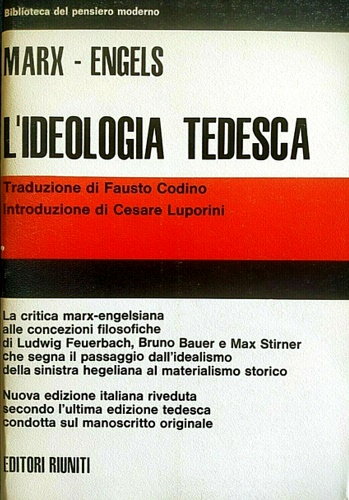 Biblioteca del pensiero moderno
MARX - ENGELS
L'IDEOLOGIA TEDESCA
Traduzione di Fausto Codino
Introduzione di Cesare Luporini
La critica marx-engelsiana
alle concezioni filosofiche
di Ludwig Feuerbach, Bruno Bauer e Max Stirner
che segna il passaggio dall'idealismo
della sinistra hegeliana al materialismo storico
Nuova edizione italiana riveduta
secondo l'ultima edizione tedesca
condotta sul manoscritto originale
EDITORI RIUNITI